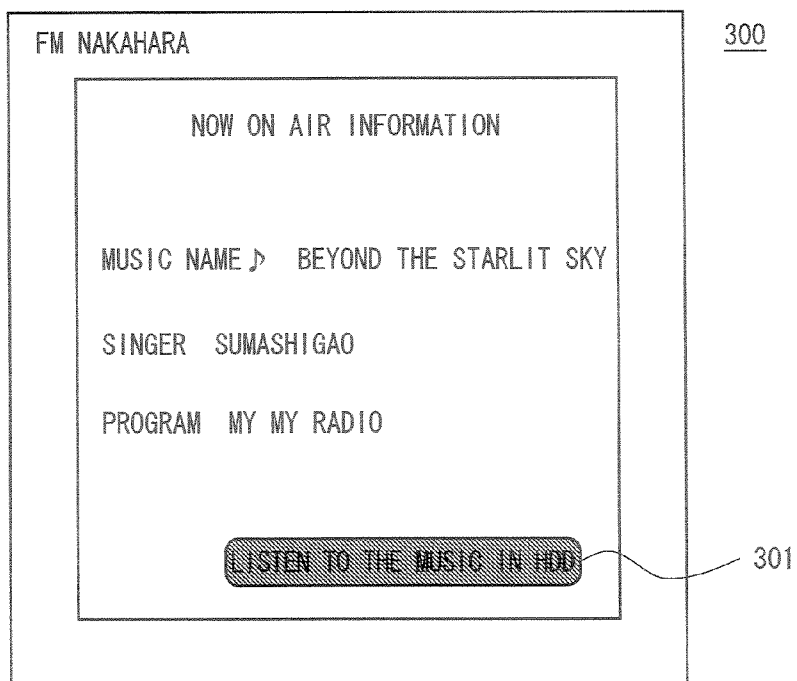 FM NAKAHARA
300
NOW ON AIR INFORMATION
MUSIC NAME♪ BEYOND THE STARLIT SKY
SINGER SUMASHIGAO
PROGRAM MY MY RADIO
LISTEN TO THE MUSIC IN HDD
301